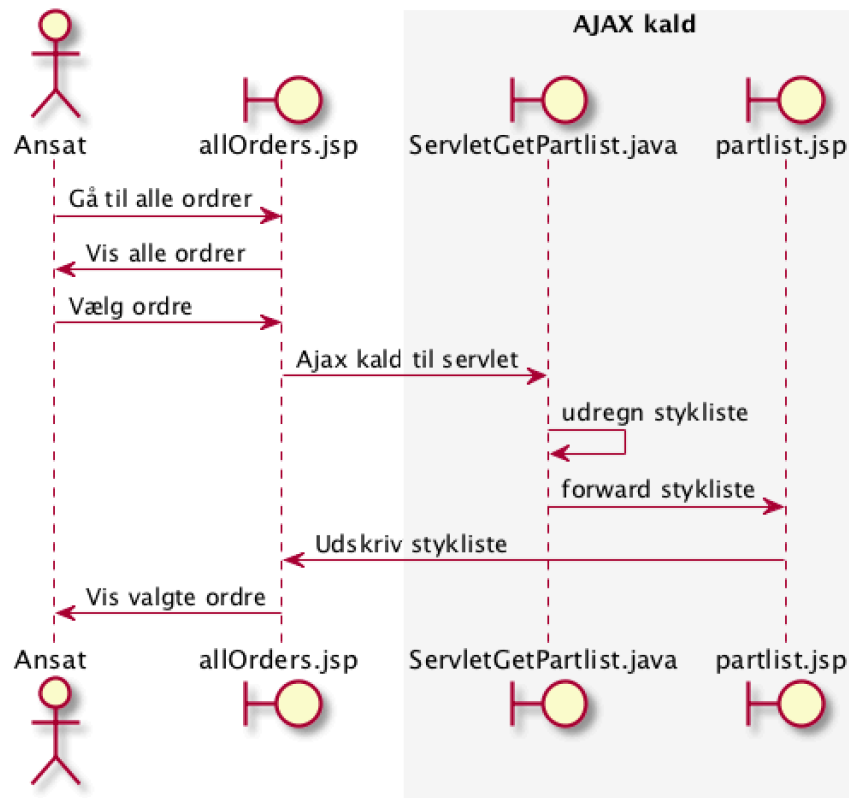 AJAX kald
Ansat
allOrders.jsp
ServletGetPartlist.java
partlist.jsp
Gå til alle ordrer
Vis alle ordrer
Vælg ordre
Ajax kald til servlet
udregn stykliste
forward stykliste
Udskriv stykliste
Vis valgte ordre
Ansat
allOrders.jsp
ServletGetPartlist.java
partlist.jsp